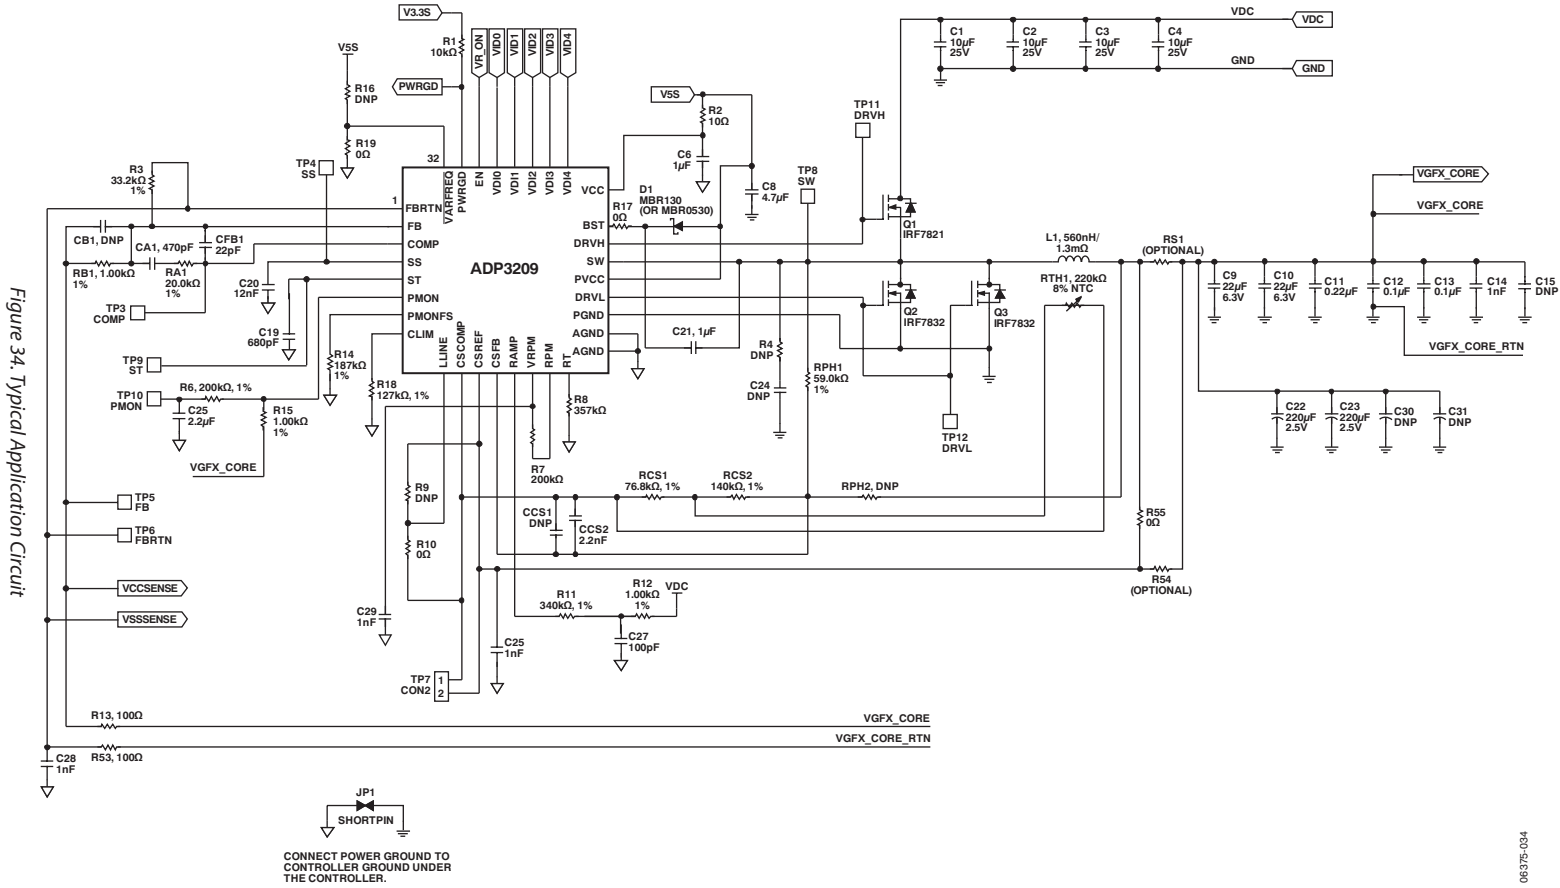 V3.3S
R1
10kΩ
VR_ON
VID0
VID1
VID2
VID3
VID4
V5S
R16
DNP
PWRGD
R19
0Ω
V5S
R2
10Ω
C6
1µF
C8
4.7µF
VDC
VDC
C1
10µF
25V
C2
10µF
25V
C3
10µF
25V
C4
10µF
25V
GND
GND
TP11
DRVH
TP8
SW
TP4
SS
R3
33.2kΩ
1%
32
1
VARFREQ
PWRGD
EN
VDI0
VDI1
VDI2
VDI3
VDI4
FBRTN
FB
COMP
SS
ST
PMON
PMONFS
CLIM
ADP3209
VCC
BST
DRVH
SW
PVCC
DRVL
PGND
AGND
AGND
LLINE
CSCOMP
CSREF
CSFB
RAMP
VRPM
RPM
RT
D1
MBR130
(OR MBR0530)
R17
0Ω
CB1, DNP
CA1, 470pF
CFB1
22pF
RB1, 1.00kΩ
1%
RA1
20.0kΩ
1%
C20
12nF
TP3
COMP
C19
680pF
TP9
ST
R14
187kΩ
1%
R6, 200kΩ, 1%
TP10
PMON
C25
2.2µF
R15
1.00kΩ
1%
VGFX_CORE
R18
127kΩ, 1%
R8
357kΩ
R7
200kΩ
Q1
IRF7821
Q2
IRF7832
Q3
IRF7832
L1, 560nH/
1.3mΩ
RS1
(OPTIONAL)
RTH1, 220kΩ
8% NTC
C21, 1µF
R4
DNP
C24
DNP
RPH1
59.0kΩ
1%
TP12
DRVL
VGFX_CORE
VGFX_CORE
C9
22µF
6.3V
C10
22µF
6.3V
C11
0.22µF
C12
0.1µF
C13
0.1µF
C14
1nF
C15
DNP
VGFX_CORE_RTN
C22
220µF
2.5V
C23
220µF
2.5V
C30
DNP
C31
DNP
R9
DNP
R10
0Ω
RCS1
76.8kΩ, 1%
RCS2
140kΩ, 1%
RPH2, DNP
CCS1
DNP
CCS2
2.2nF
R55
0Ω
R54
(OPTIONAL)
TP5
FB
TP6
FBRTN
VCCSENSE
VSSSENSE
C29
1nF
R11
340kΩ, 1%
R12
1.00kΩ
1%
VDC
C27
100pF
C25
1nF
TP7
CON2
1
2
R13, 100Ω
VGFX_CORE
R53, 100Ω
VGFX_CORE_RTN
C28
1nF
JP1
SHORTPIN
CONNECT POWER GROUND TO
CONTROLLER GROUND UNDER
THE CONTROLLER.
Figure 34. Typical Application Circuit
06375-034